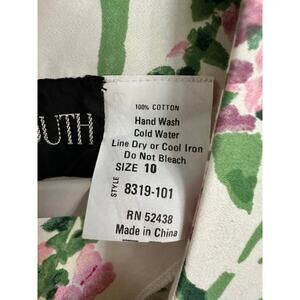 100% COTTON
Hand Wash
Cold Water
Line Dry or Cool Iron
Do Not Bleach
SIZE 10
STYLE 8319-101
RN 52438
Made in China